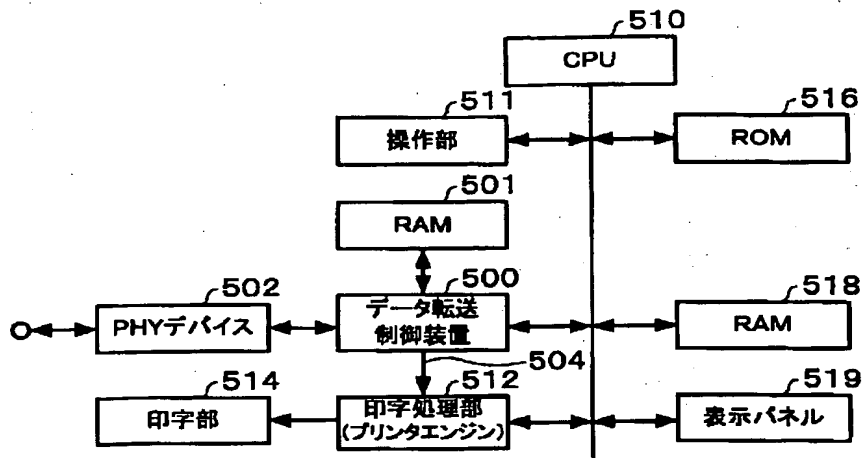 510
CPU
511
操作部
516
ROM
501
RAM
502
PHYデバイス
500
データ転送
制御装置
518
RAM
504
514
印字部
512
印字処理部
(プリンタエンジン)
519
表示パネル